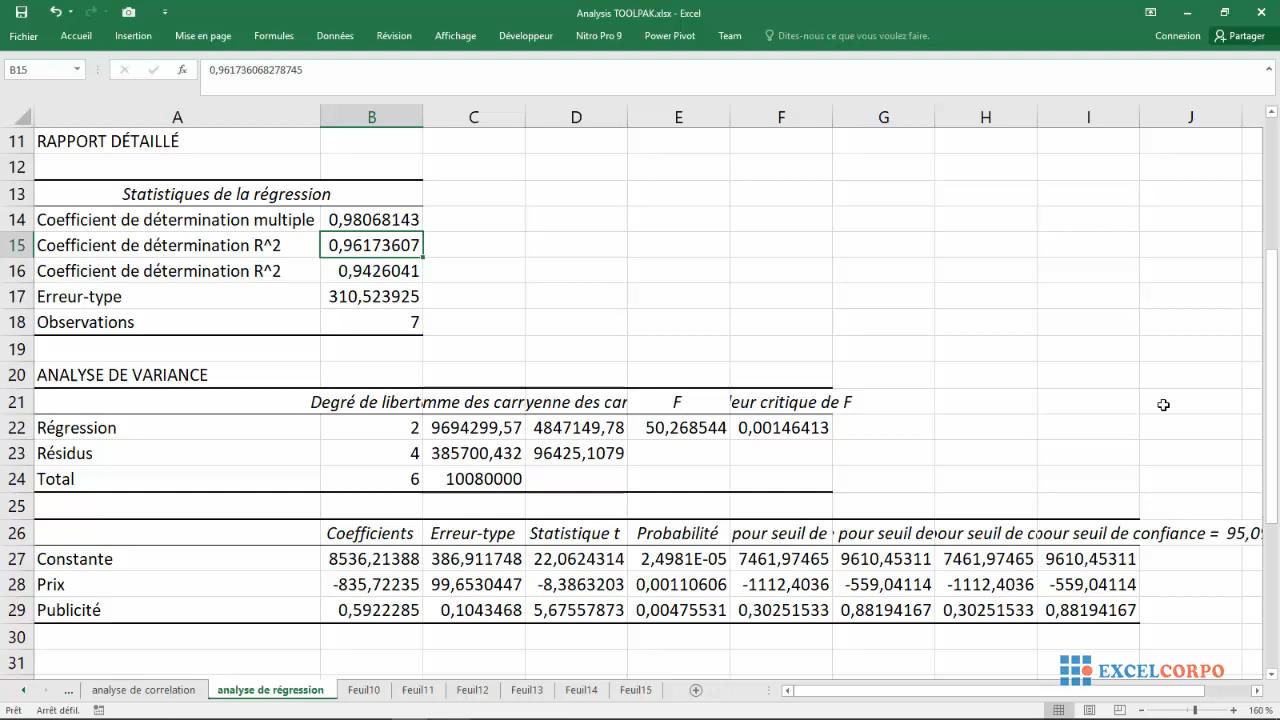 Analysis TOOLPAK.xlsx - Excel
Fichier Accueil Insertion Mise en page Formules Données Révision Affichage Développeur Nitro Pro 9 Power Pivot Team Dites-nous ce que vous voulez faire. Connexion Partager
B15 fx 0,961736068278745
A B C D E F G H I J
11 RAPPORT DÉTAILLÉ
12
13 Statistiques de la régression
14 Coefficient de détermination multiple 0,98068143
15 Coefficient de détermination R^2 0,96173607
16 Coefficient de détermination R^2 0,9426041
17 Erreur-type 310,523925
18 Observations 7
19
20 ANALYSE DE VARIANCE
21 Degré de libert mme des carr yenne des car F leur critique de F
22 Régression 2 9694299,57 4847149,78 50,268544 0,00146413
23 Résidus 4 385700,432 96425,1079
24 Total 6 10080000
25
26 Coefficients Erreur-type Statistique t Probabilité pour seuil de pour seuil de pour seuil de c pour seuil de confiance = 95,0
27 Constante 8536,21388 386,911748 22,0624314 2,4981E-05 7461,97465 9610,45311 7461,97465 9610,45311
28 Prix -835,72235 99,6530447 -8,3863203 0,00110606 -1112,4036 -559,04114 -1112,4036 -559,04114
29 Publicité 0,5922285 0,1043468 5,67557873 0,00475531 0,30251533 0,88194167 0,30251533 0,88194167
30
31
EXCELCORPO
... analyse de correlation analyse de régression Feuil10 Feuil11 Feuil12 Feuil13 Feuil14 Feuil15
Prêt Arrêt défil. 160 %